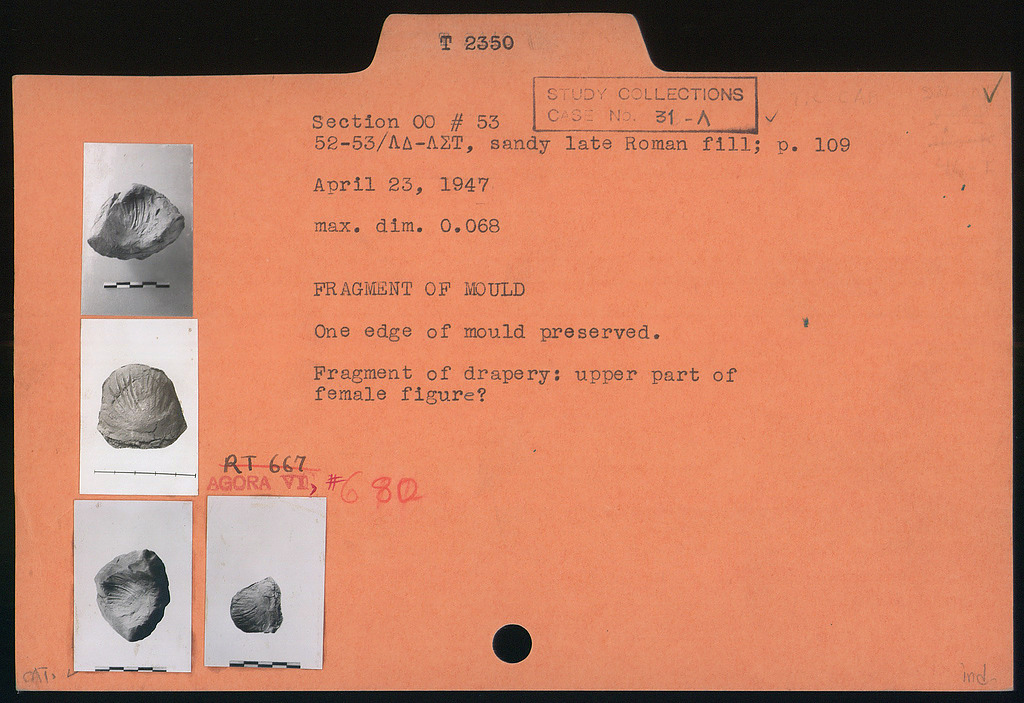 T 2350
STUDY COLLECTIONS
CASE No. 31-A
Section OO # 53
52-53/ΛΔ-ΛΣΤ, sandy late Roman fill; p. 109
April 23, 1947
max. dim. 0.068
FRAGMENT OF MOULD
One edge of mould preserved.
Fragment of drapery: upper part of
female figure?
RT 667
AGORA VI, #680
ind.